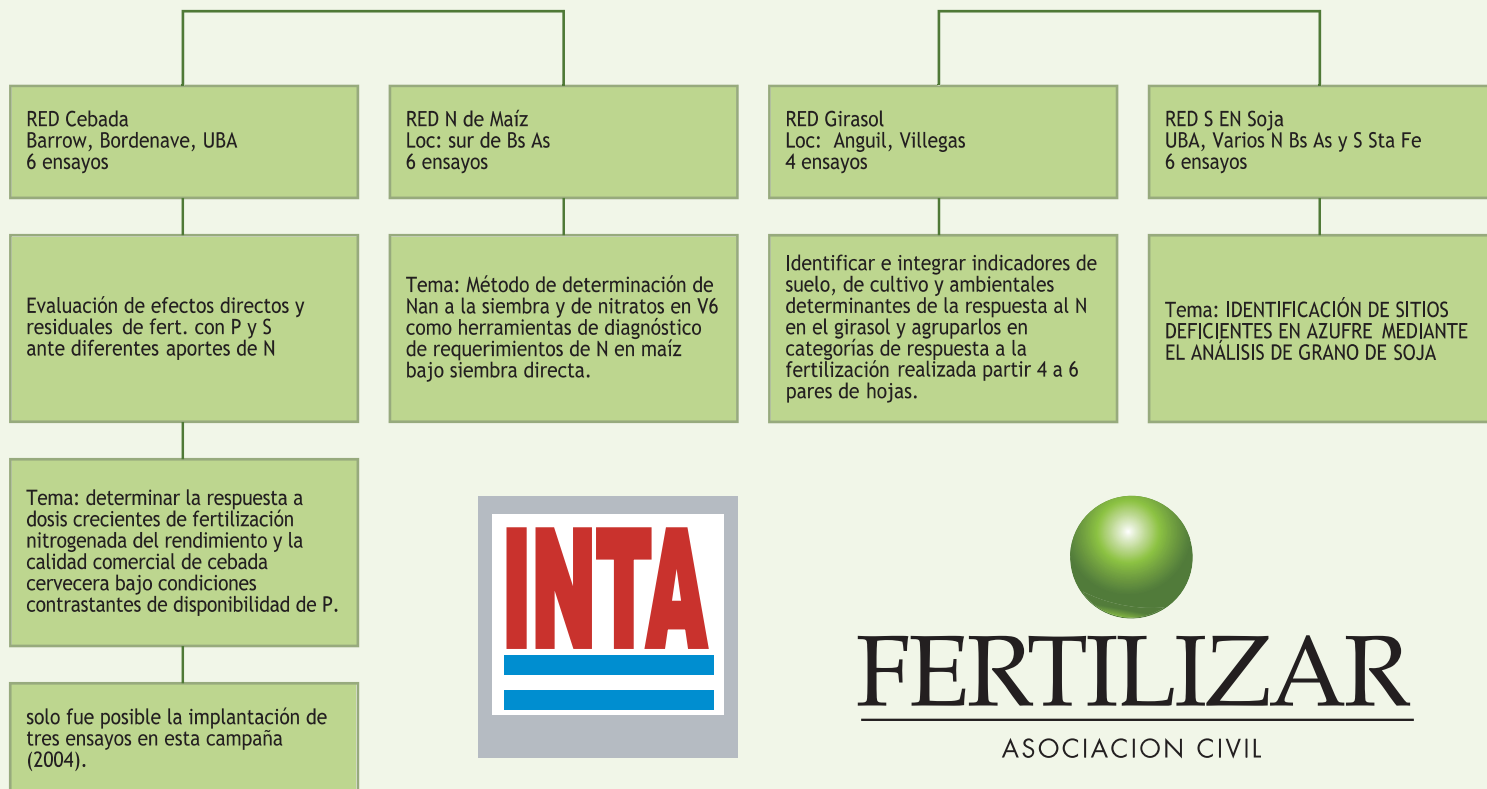 RED Cebada
Barrow, Bordenave, UBA
6 ensayos
RED N de Maíz
Loc: sur de Bs As
6 ensayos
RED Girasol
Loc: Anguil, Villegas
4 ensayos
RED S EN Soja
UBA, Varios N Bs As y S Sta Fe
6 ensayos
Evaluación de efectos directos y
residuales de fert. con P y S
ante diferentes aportes de N
Tema: Método de determinación de
Nan a la siembra y de nitratos en V6
como herramientas de diagnóstico
de requerimientos de N en maíz
bajo siembra directa.
Identificar e integrar indicadores de
suelo, de cultivo y ambientales
determinantes de la respuesta al N
en el girasol y agruparlos en
categorías de respuesta a la
fertilización realizada partir 4 a 6
pares de hojas.
Tema: IDENTIFICACIÓN DE SITIOS
DEFICIENTES EN AZUFRE MEDIANTE
EL ANÁLISIS DE GRANO DE SOJA
Tema: determinar la respuesta a
dosis crecientes de fertilización
nitrogenada del rendimiento y la
calidad comercial de cebada
cervecera bajo condiciones
contrastantes de disponibilidad de P.
solo fue posible la implantación de
tres ensayos en esta campaña
(2004).
INTA
FERTILIZAR
ASOCIACION CIVIL